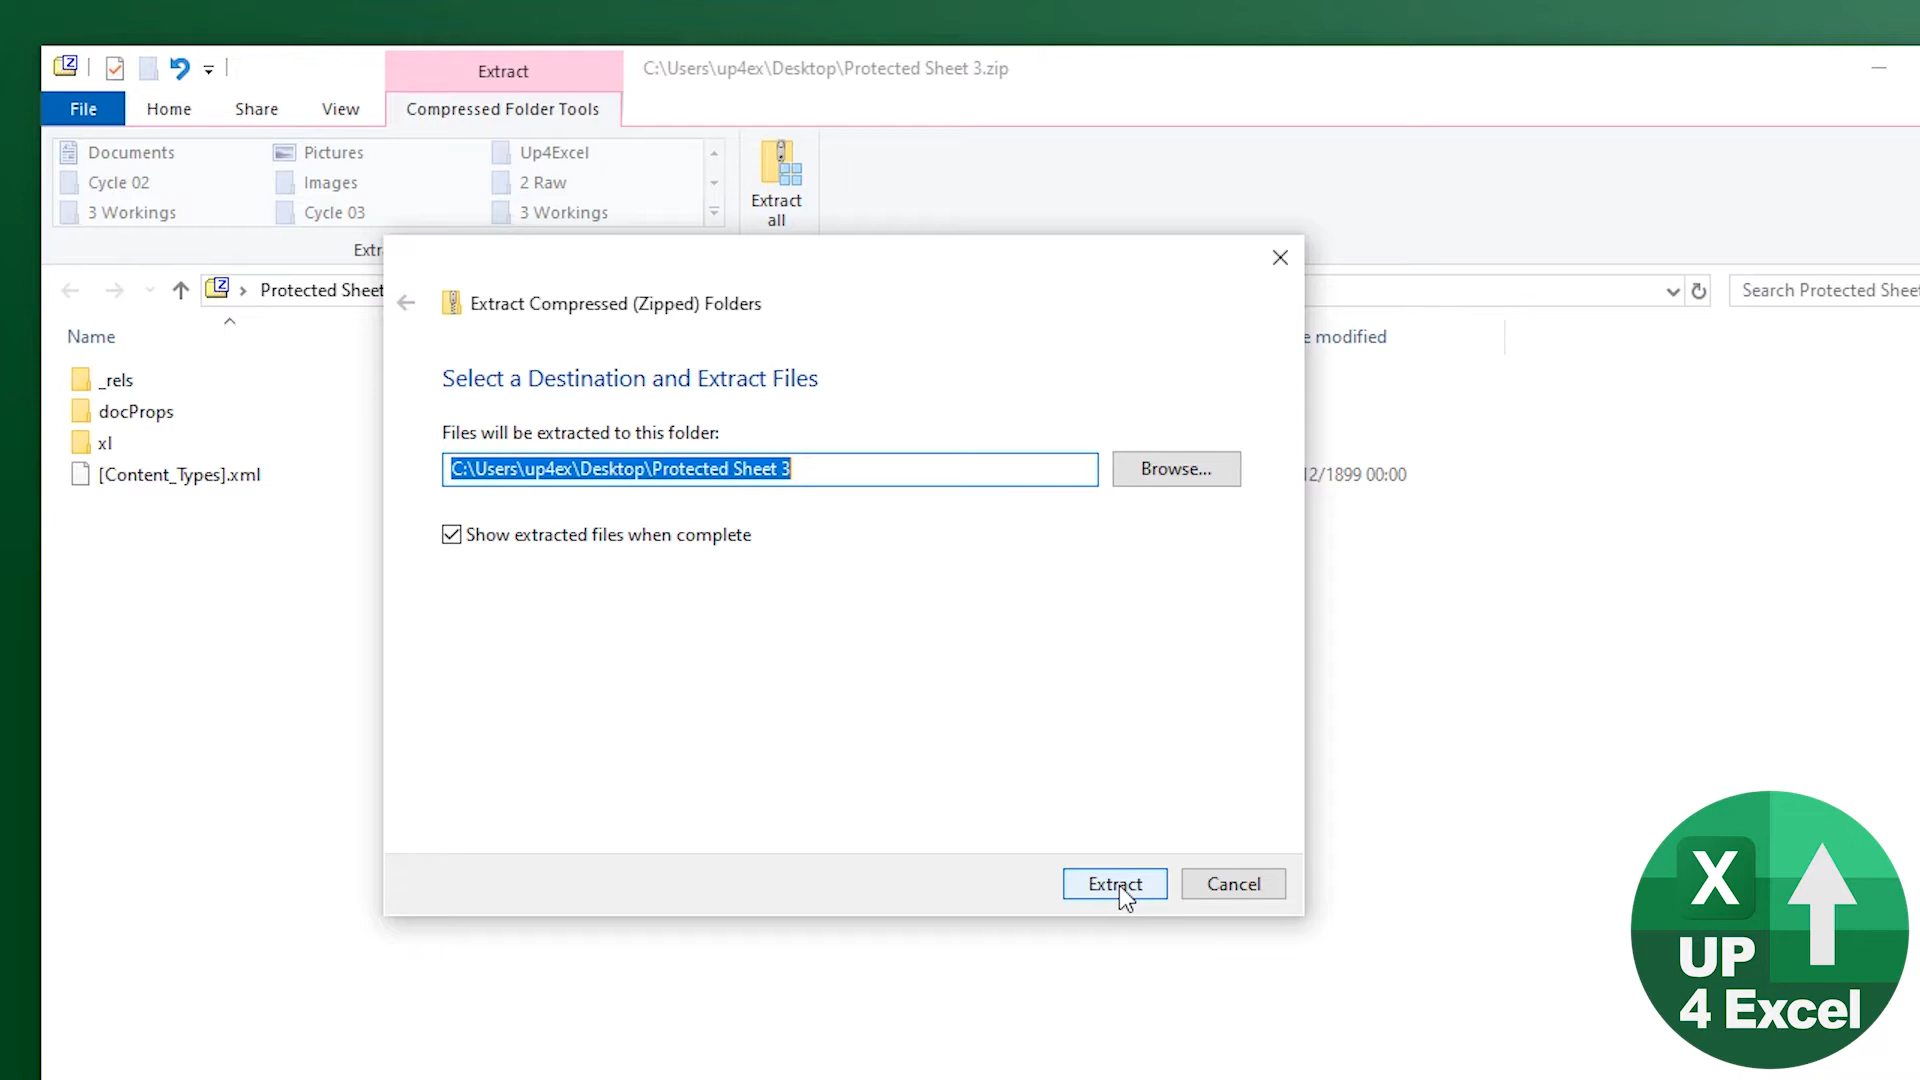 Extract
C:\Users\up4ex\Desktop\Protected Sheet 3.zip
File
Home
Share
View
Compressed Folder Tools
Documents
Pictures
Up4Excel
Cycle 02
Images
2 Raw
3 Workings
Cycle 03
3 Workings
Extract
all
Extr
Protected Sheet
Search Protected Sheet
Name
e modified
_rels
docProps
xl
[Content_Types].xml
12/1899 00:00
Extract Compressed (Zipped) Folders
Select a Destination and Extract Files
Files will be extracted to this folder:
C:\Users\up4ex\Desktop\Protected Sheet 3
Browse...
Show extracted files when complete
Extract
Cancel
X
UP
4 Excel